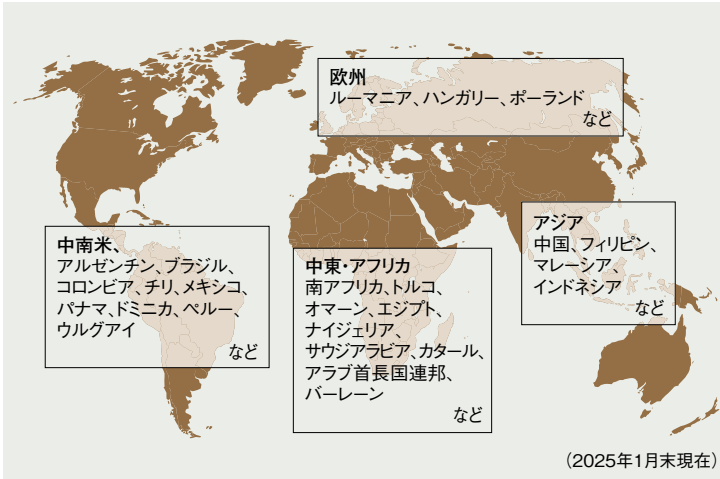 欧州
ルーマニア、ハンガリー、ポーランド
など
中南米、
アルゼンチン、ブラジル、
コロンビア、チリ、メキシコ、
パナマ、ドミニカ、ペルー、
ウルグアイ
など
中東・アフリカ
南アフリカ、トルコ、
オマーン、エジプト、
ナイジェリア、
サウジアラビア、カタール、
アラブ首長国連邦、
バーレーン
など
アジア
中国、フィリピン、
マレーシア、
インドネシア
など
（2025年1月末現在）